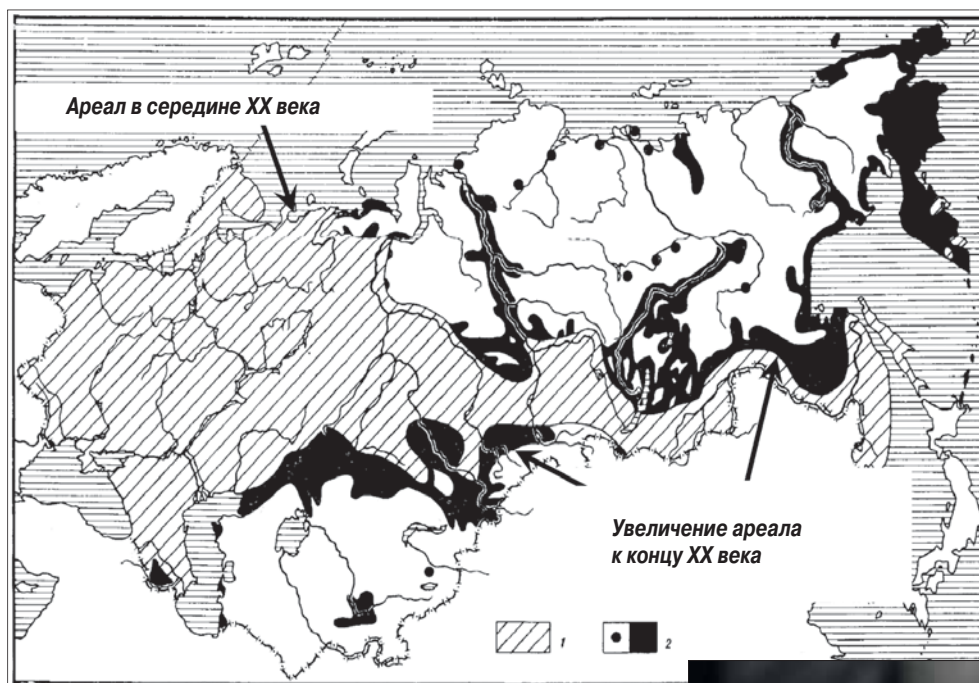 Ареал в середине XX века
Увеличение ареала
к концу XX века
1
2